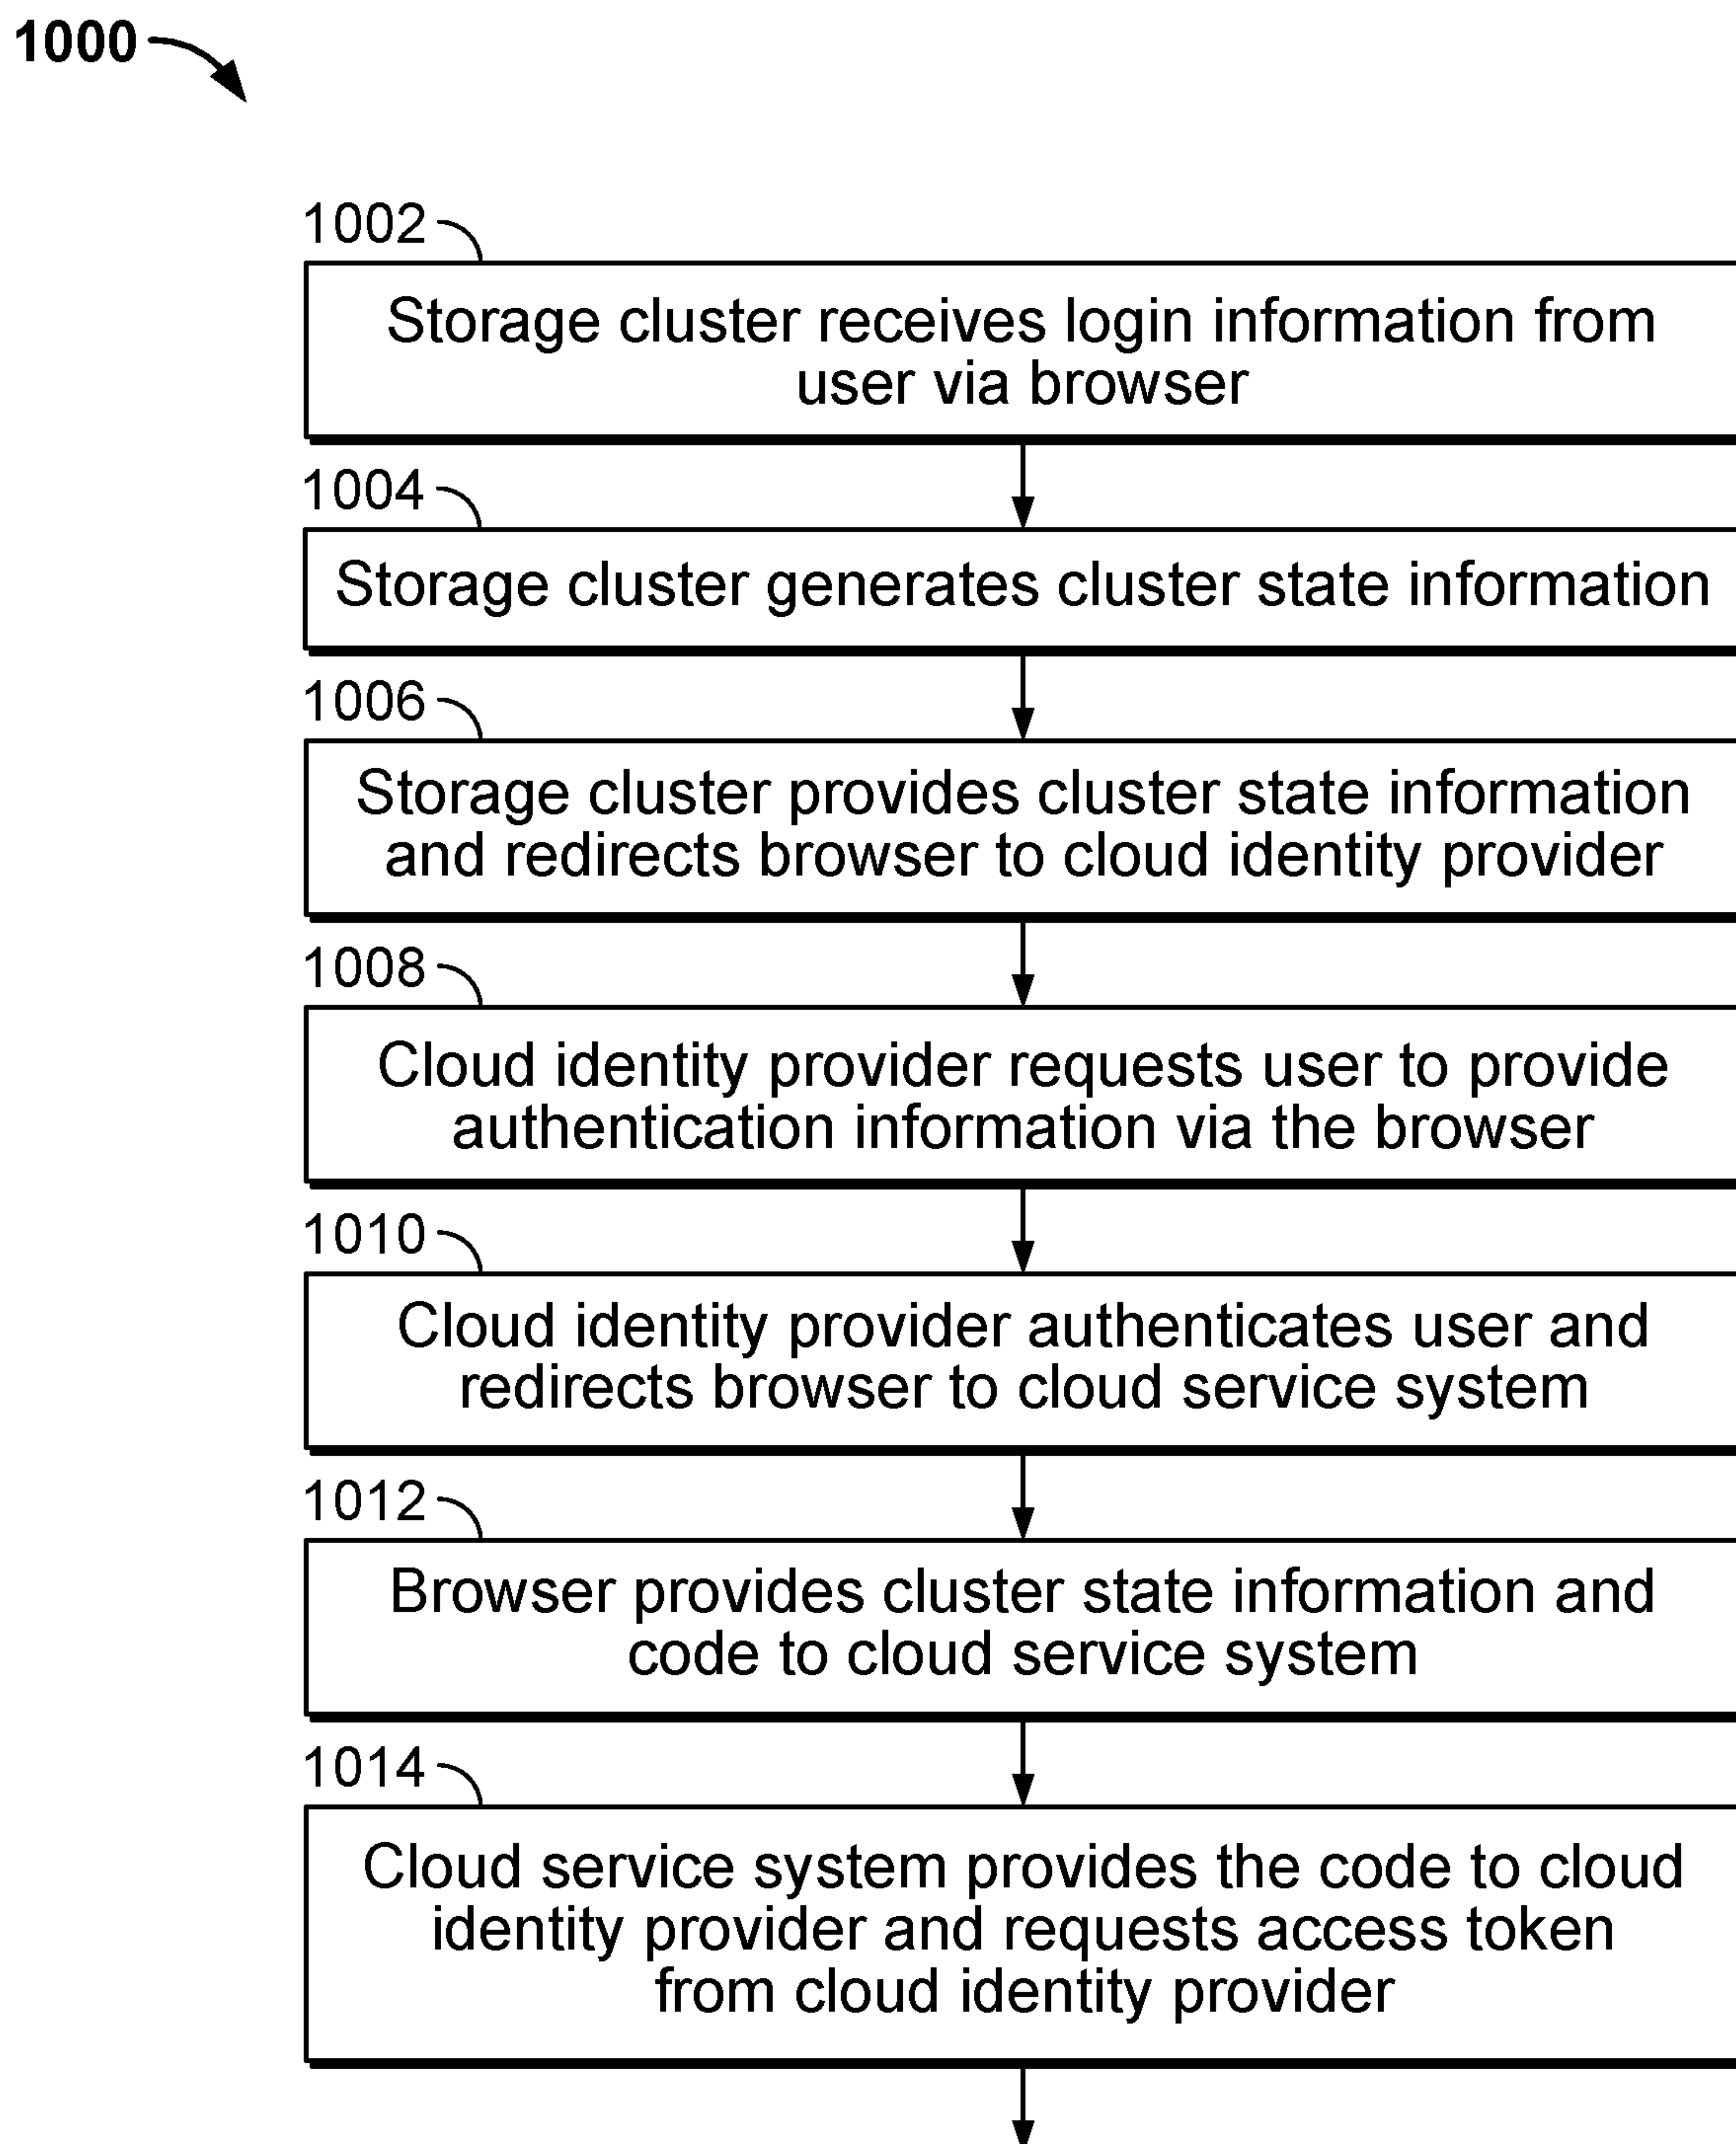 1000
1002
Storage cluster receives login information from
user via browser
1004
Storage cluster generates cluster state information
1006
Storage cluster provides cluster state information
and redirects browser to cloud identity provider
1008
Cloud identity provider requests user to provide
authentication information via the browser
1010
Cloud identity provider authenticates user and
redirects browser to cloud service system
1012
Browser provides cluster state information and
code to cloud service system
1014
Cloud service system provides the code to cloud
identity provider and requests access token
from cloud identity provider